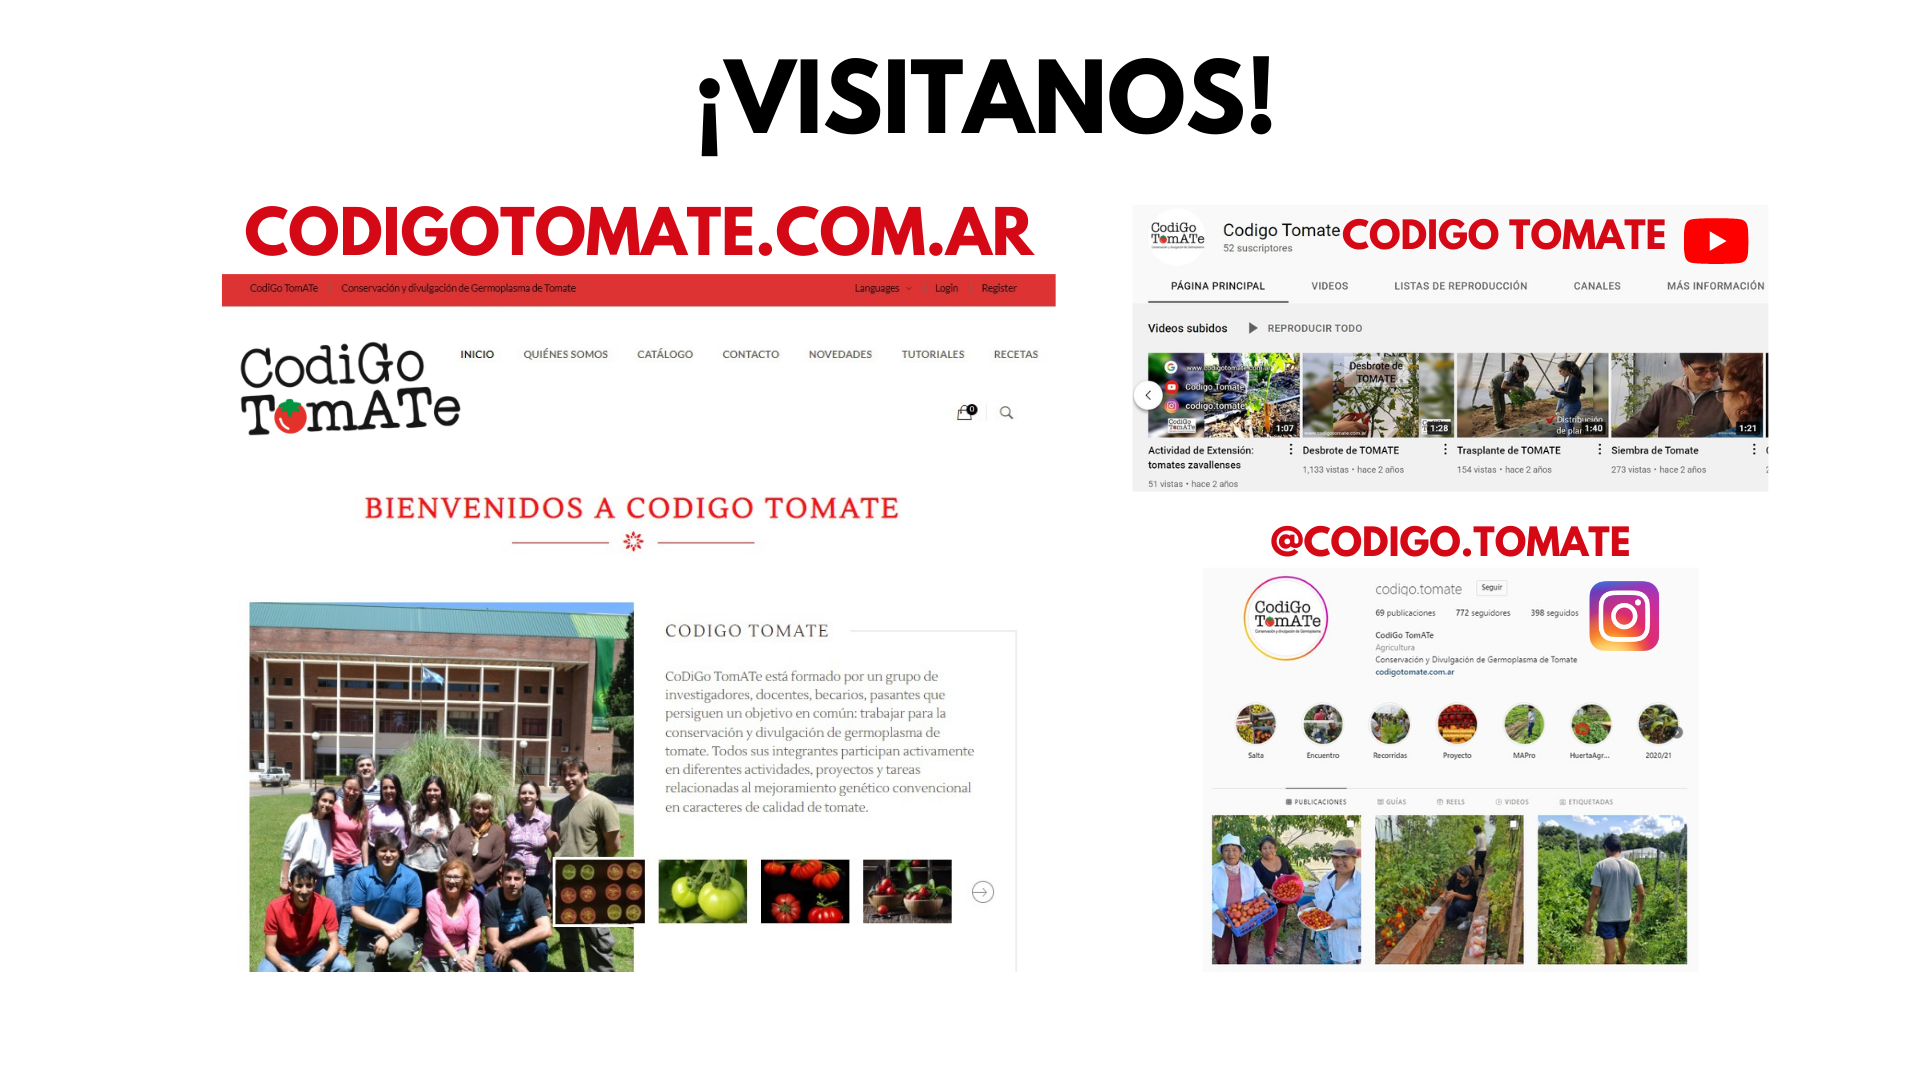 ¡VISITANOS!
CODIGOTOMATE.COM.AR
CodiGo TomATe
Conservación y divulgación de Germoplasma de Tomate
Languages
Login
Register
CodiGo
TomATe
INICIO
QUIÉNES SOMOS
CATÁLOGO
CONTACTO
NOVEDADES
TUTORIALES
RECETAS
0
BIENVENIDOS A CODIGO TOMATE
CODIGO TOMATE
CoDiGo TomATe está formado por un grupo de
investigadores, docentes, becarios, pasantes que
persiguen un objetivo en común: trabajar para la
conservación y divulgación de germoplasma de
tomate. Todos sus integrantes participan activamente
en diferentes actividades, proyectos y tareas
relacionadas al mejoramiento genético convencional
en caracteres de calidad de tomate.
CodiGo
TomATe
Codigo Tomate
52 suscriptores
CODIGO TOMATE
PÁGINA PRINCIPAL
VIDEOS
LISTAS DE REPRODUCCIÓN
CANALES
MÁS INFORMACIÓN
Videos subidos
REPRODUCIR TODO
www.codigotomate.com.ar
Codigo Tomate
codigo.tomate
CodiGo
TomATe
1:07
Desbrote de
TOMATE
1:28
Distribución
de plan
1:40
1:21
Actividad de Extensión:
tomates zavallenses
51 vistas • hace 2 años
Desbrote de TOMATE
1,133 vistas • hace 2 años
Trasplante de TOMATE
154 vistas • hace 2 años
Siembra de Tomate
273 vistas • hace 2 años
@CODIGO.TOMATE
CodiGo
TomATe
Conservación y divulgación de Germoplasma
codigo.tomate
Seguir
69 publicaciones
772 seguidores
398 seguidos
CodiGo TomATe
Agricultura
Conservación y Divulgación de Germoplasma de Tomate
codigotomate.com.ar
Salta
Encuentro
Recorridas
Proyecto
MAPro
HuertaAgr...
2020/21
PUBLICACIONES
GUÍAS
REELS
VIDEOS
ETIQUETADAS